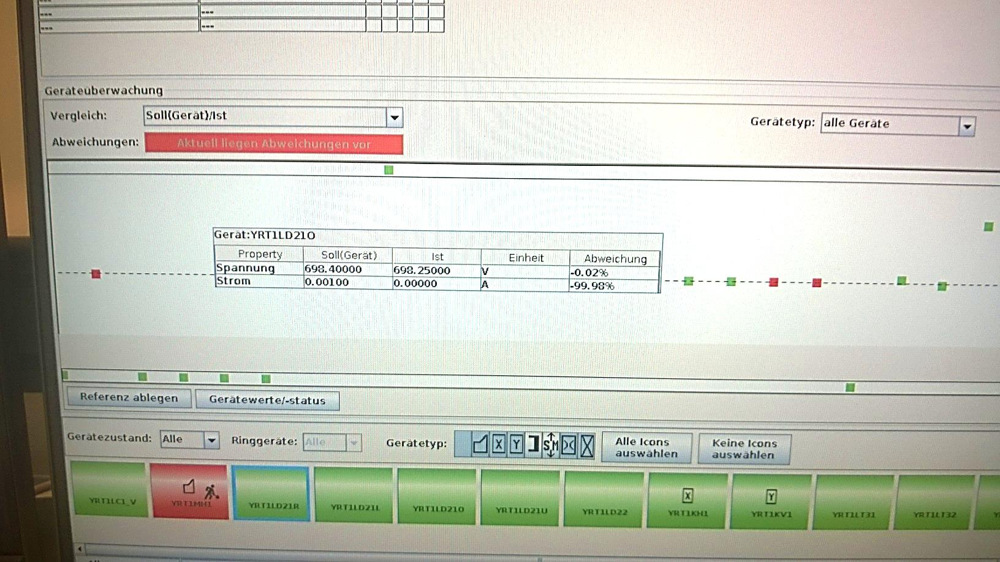 ---
--- ---
--- ---
Geräteüberwachung
Vergleich: Soll(Gerät)/Ist Gerätetyp: alle Geräte
Abweichungen: Aktuell liegen Abweichungen vor
Gerät:YRT1LD21O
Property Soll(Gerät) Ist Einheit Abweichung
Spannung 698.40000 698.25000 V -0.02%
Strom 0.00100 0.00000 A -99.98%
Referenz ablegen Gerätewerte/-status
Gerätezustand: Alle Ringgeräte: Alle Gerätetyp: X Y S M Alle Icons auswählen Keine Icons auswählen
X Y
YRT1LC1_V YRT1MH1 YRT1LD21R YRT1LD21L YRT1LD21O YRT1LD21U YRT1LD22 YRT1KH1 YRT1KV1 YRT1LT31 YRT1LT32